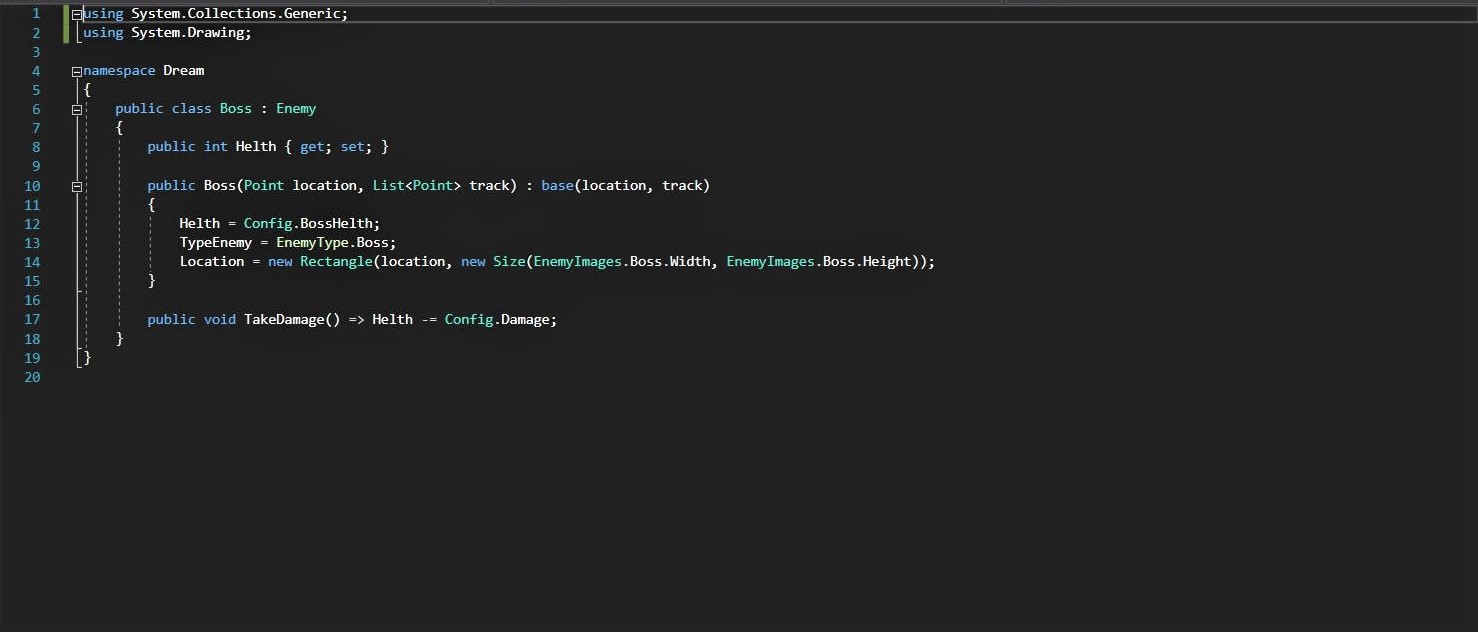 1 using System.Collections.Generic;
2 using System.Drawing;
3
4 namespace Dream
5 {
6 public class Boss : Enemy
7 {
8 public int Helth { get; set; }
9
10 public Boss(Point location, List<Point> track) : base(location, track)
11 {
12 Helth = Config.BossHelth;
13 TypeEnemy = EnemyType.Boss;
14 Location = new Rectangle(location, new Size(EnemyImages.Boss.Width, EnemyImages.Boss.Height));
15 }
16
17 public void TakeDamage() => Helth -= Config.Damage;
18 }
19 }
20